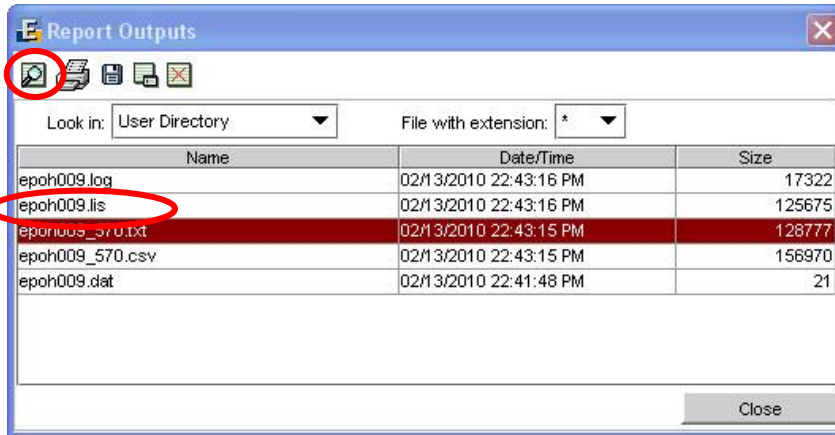 Report Outputs
Look in: User Directory File with extension: *
Name Date/Time Size
epoh009.log 02/13/2010 22:43:16 PM 17322
epoh009.lis 02/13/2010 22:43:16 PM 125675
epoh009_570.txt 02/13/2010 22:43:15 PM 128777
epoh009_570.csv 02/13/2010 22:43:15 PM 156970
epoh009.dat 02/13/2010 22:41:48 PM 21
Close